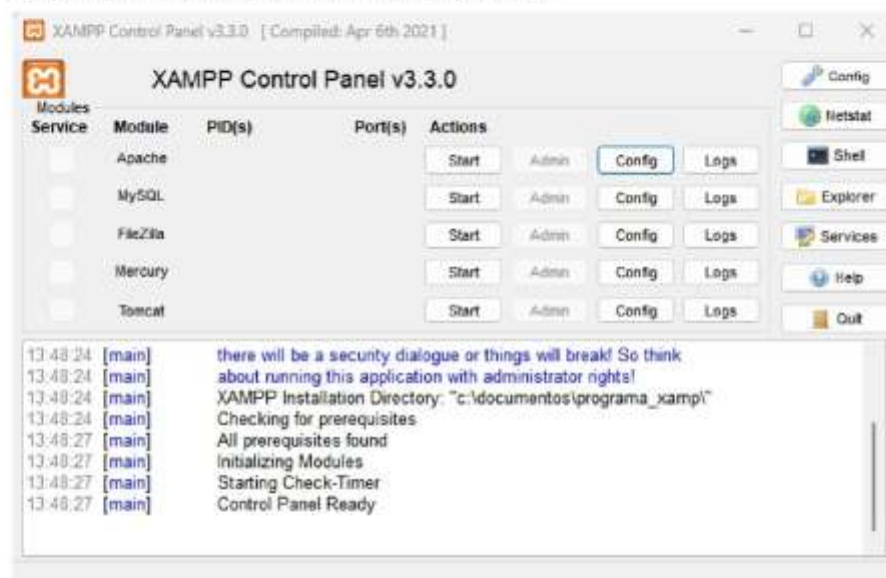 XAMPP Control Panel v3.3.0 [ Compiled: Apr 6th 2021 ]
XAMPP Control Panel v3.3.0
Config
Modules
Netstat
Service Module PID(s) Port(s) Actions
Apache Start Admin Config Logs
Shell
MySQL Start Admin Config Logs
Explorer
FileZilla Start Admin Config Logs
Services
Mercury Start Admin Config Logs
Help
Tomcat Start Admin Config Logs
Quit
13:48:24 [main] there will be a security dialogue or things will break! So think
13:48:24 [main] about running this application with administrator rights!
13:48:24 [main] XAMPP Installation Directory: "c:\documentos\programa_xamp\"
13:48:24 [main] Checking for prerequisites
13:48:27 [main] All prerequisites found
13:48:27 [main] Initializing Modules
13:48:27 [main] Starting Check-Timer
13:48:27 [main] Control Panel Ready